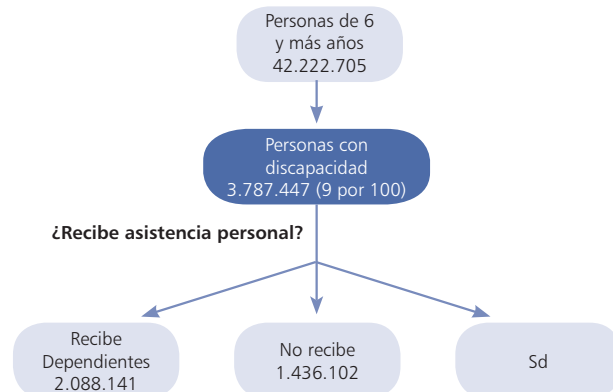 Personas de 6
y más años
42.222.705
Personas con
discapacidad
3.787.447 (9 por 100)
¿Recibe asistencia personal?
Recibe
Dependientes
2.088.141
No recibe
1.436.102
Sd